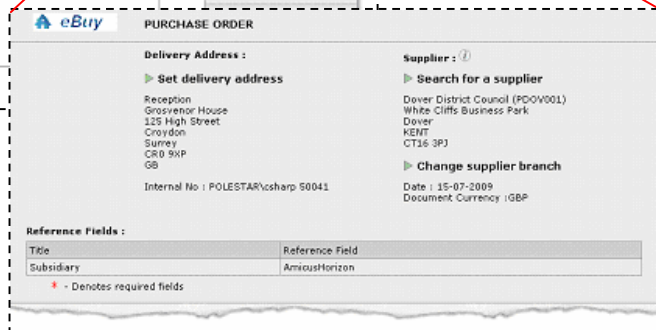 eBuy
PURCHASE ORDER
Delivery Address :
Set delivery address
Reception
Grosvenor House
125 High Street
Croydon
Surrey
CR0 9XP
GB
Internal No : POLESTAR\csharp 50041
Supplier : i
Search for a supplier
Dover District Council (PDOV001)
White Cliffs Business Park
Dover
KENT
CT16 3PJ
Change supplier branch
Date : 15-07-2009
Document Currency :GBP
Reference Fields :
Title Reference Field
Subsidiary AmicusHorizon
* - Denotes required fields